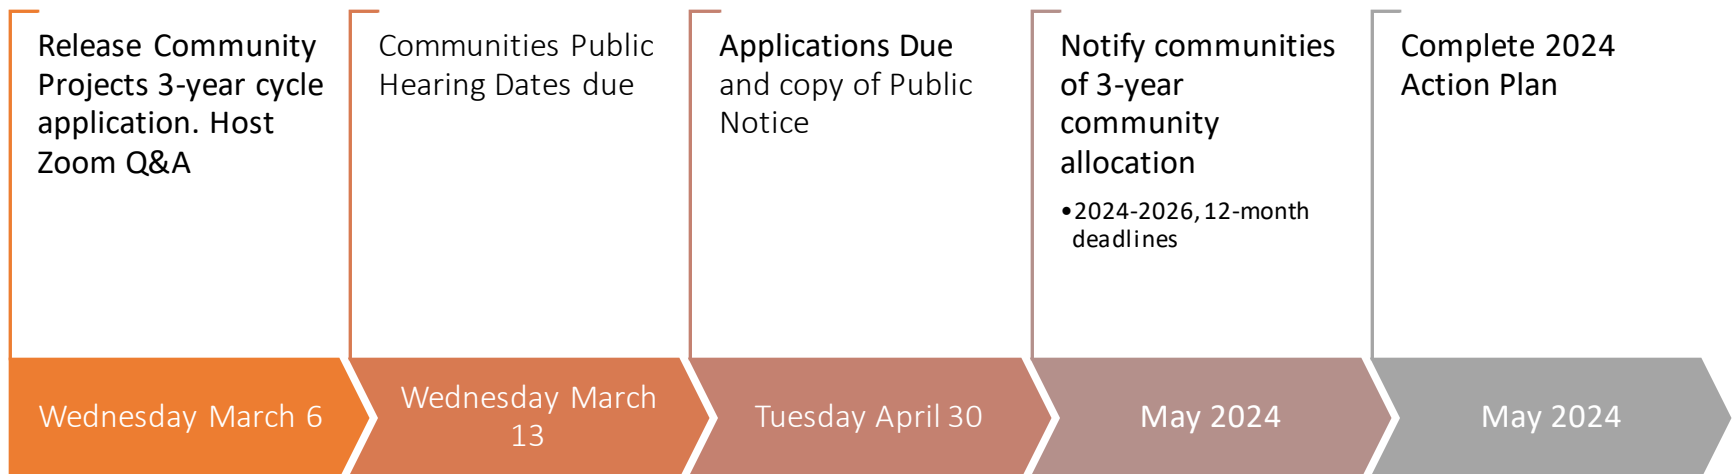 Release Community
Projects 3-year cycle
application. Host
Zoom Q&A
Communities Public
Hearing Dates due
Applications Due
and copy of Public
Notice
Notify communities
of 3-year
community
allocation
•2024-2026, 12-month
deadlines
Complete 2024
Action Plan
Wednesday March 6
Wednesday March
13
Tuesday April 30
May 2024
May 2024